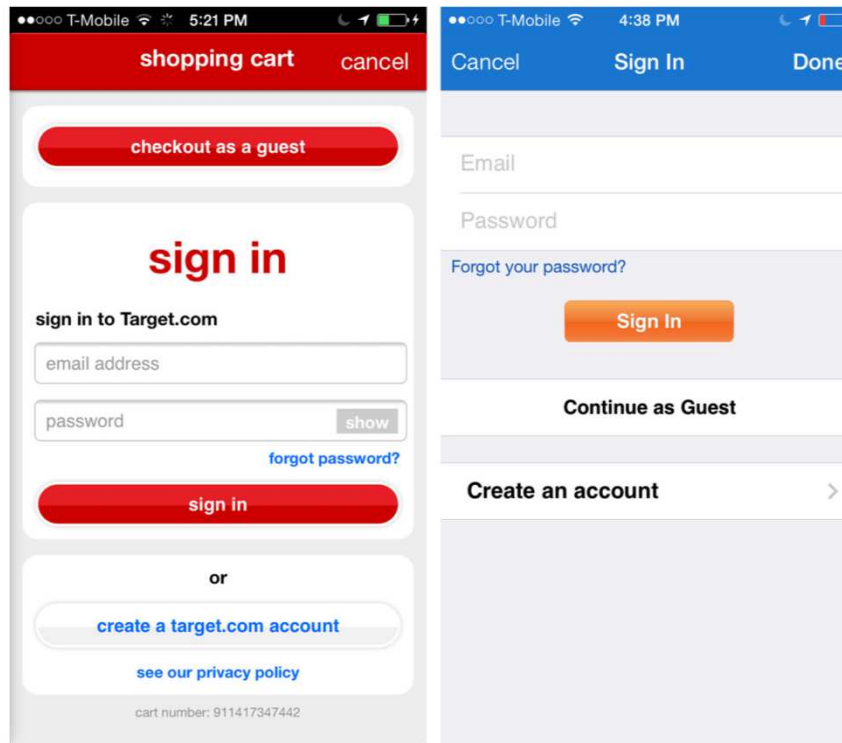 T-Mobile 5:21 PM
shopping cart cancel
checkout as a guest
sign in
sign in to Target.com
email address
password show
forgot password?
sign in
or
create a target.com account
see our privacy policy
cart number: 911417347442
T-Mobile 4:38 PM
Cancel Sign In Done
Email
Password
Forgot your password?
Sign In
Continue as Guest
Create an account